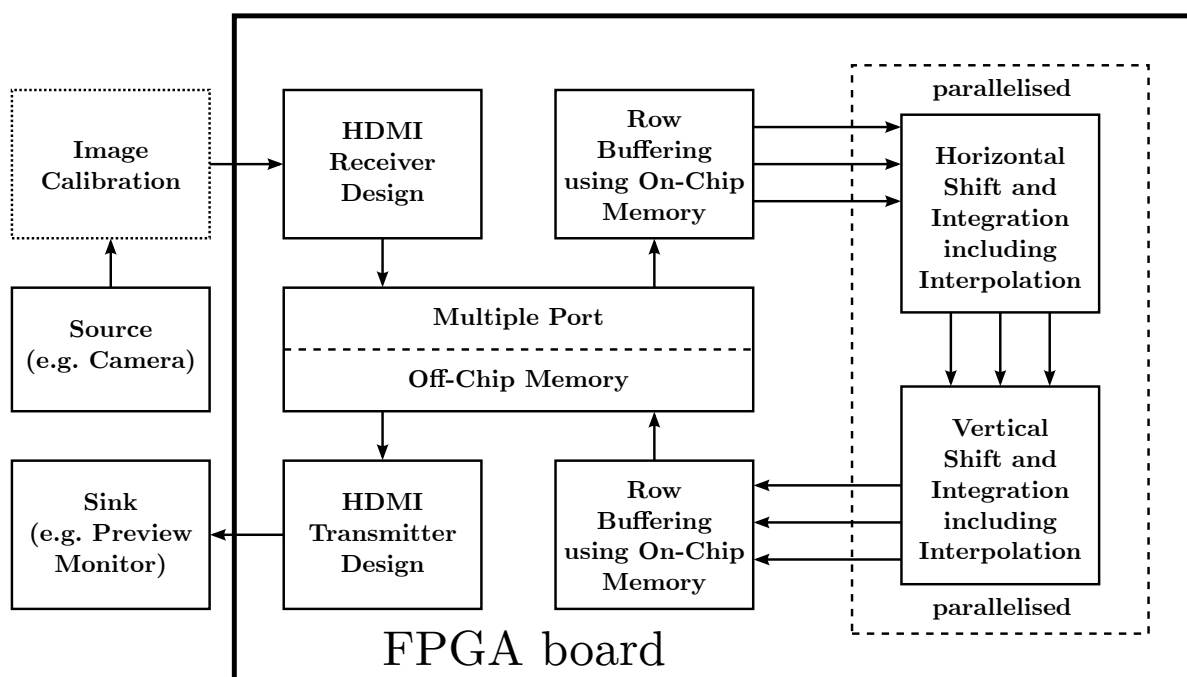 Image
Calibration
Source
(e.g. Camera)
Sink
(e.g. Preview
Monitor)
HDMI
Receiver
Design
Multiple Port
Off-Chip Memory
HDMI
Transmitter
Design
Row
Buffering
using On-Chip
Memory
Row
Buffering
using On-Chip
Memory
parallelised
Horizontal
Shift and
Integration
including
Interpolation
Vertical
Shift and
Integration
including
Interpolation
parallelised
FPGA board